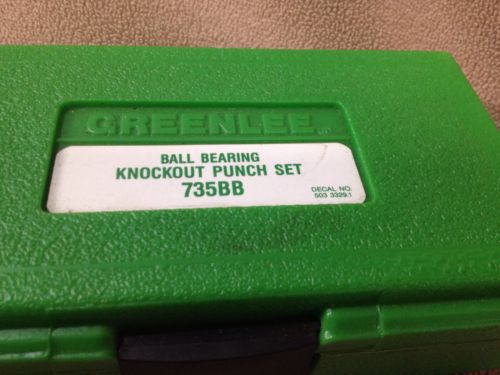 GREENLEE
BALL BEARING
KNOCKOUT PUNCH SET
735BB
DECAL NO.
503 3329.1